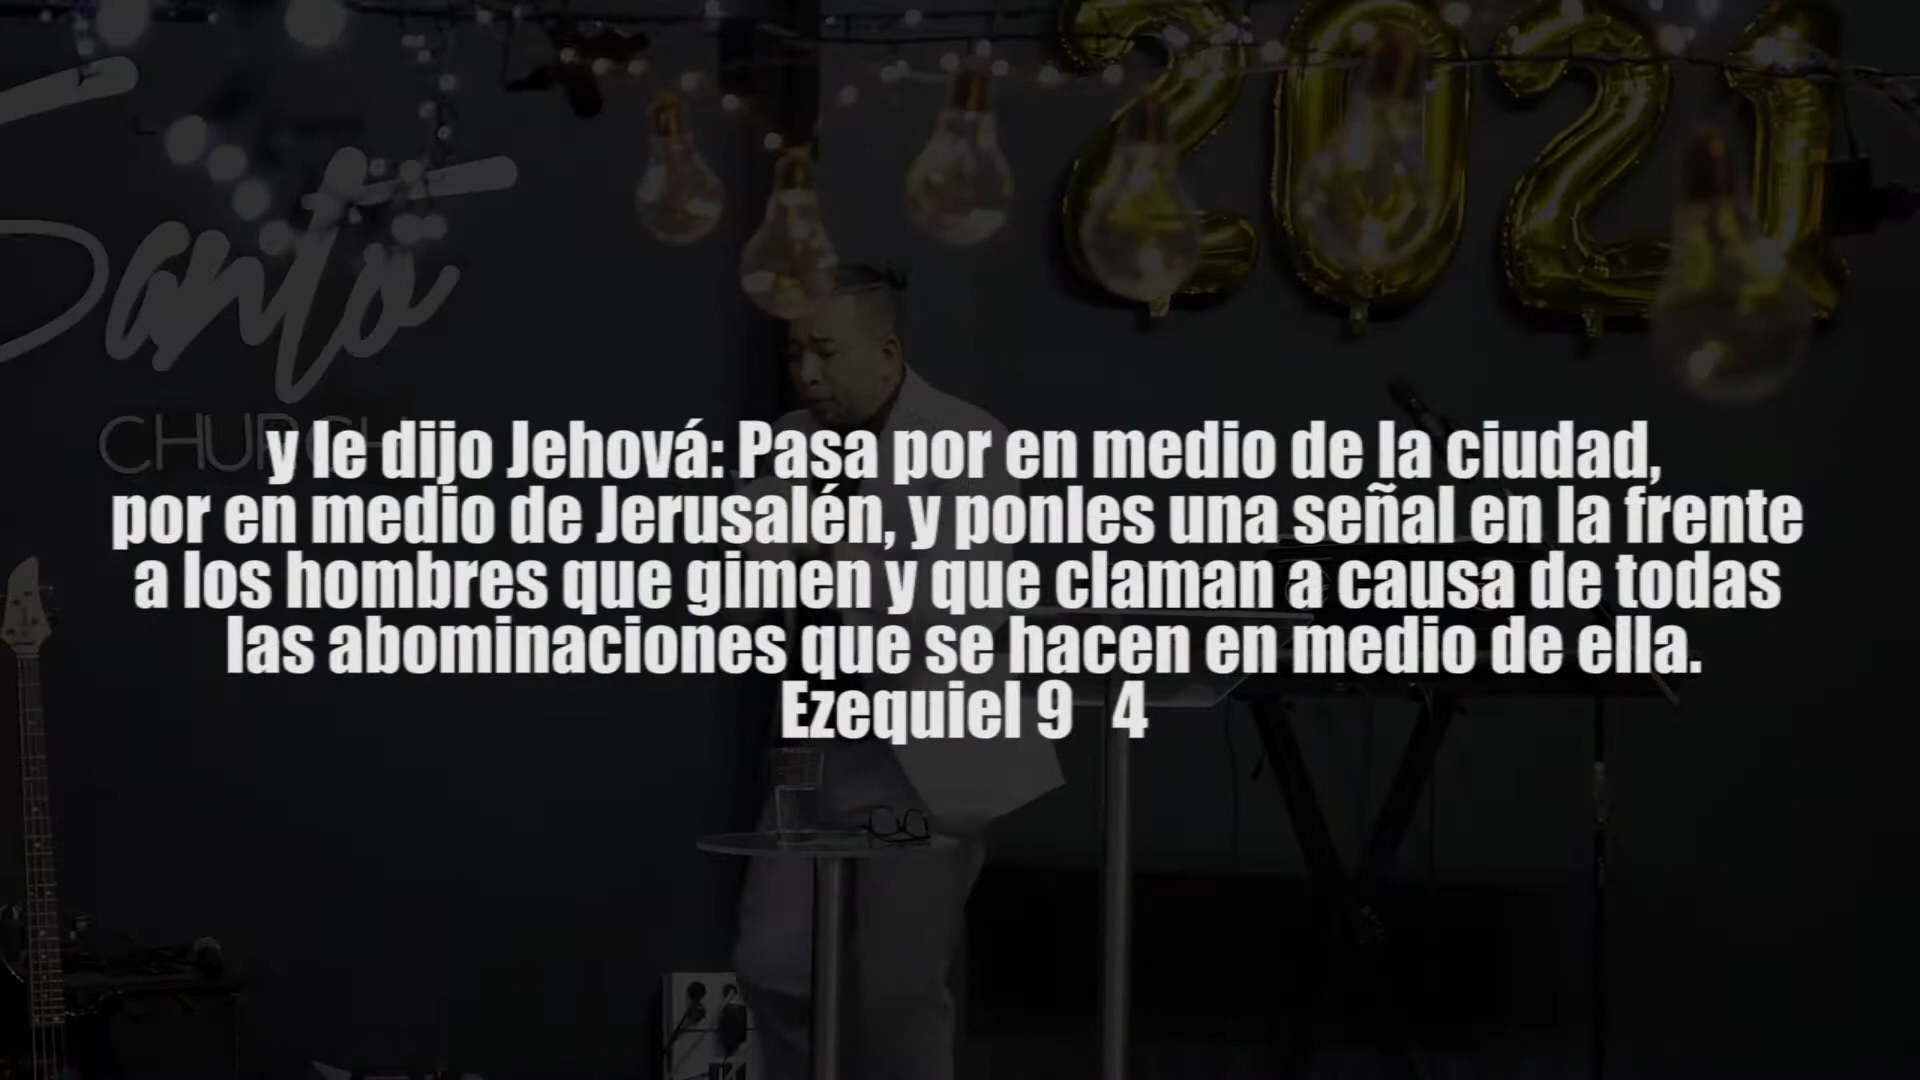 2021
Santo
CHURCH
y le dijo Jehová: Pasa por en medio de la ciudad,
por en medio de Jerusalén, y ponles una señal en la frente
a los hombres que gimen y que claman a causa de todas
las abominaciones que se hacen en medio de ella.
Ezequiel 9 4